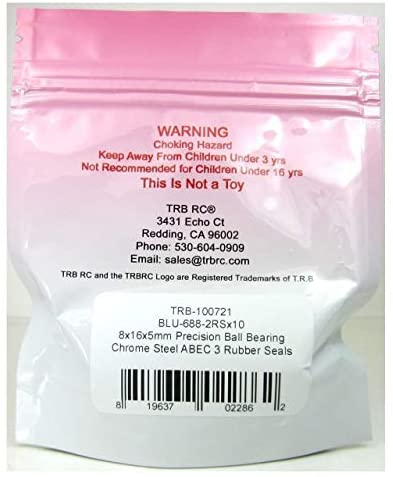 WARNING
Choking Hazard
Keep Away From Children Under 3 yrs
Not Recommended for Children Under 16 yrs
This Is Not a Toy
TRB RC®
3431 Echo Ct
Redding, CA 96002
Phone: 530-604-0909
Email: sales@trbrc.com
TRB RC and the TRBRC Logo are Registered Trademarks of T.R.B.
TRB-100721
BLU-688-2RSx10
8x16x5mm Precision Ball Bearing
Chrome Steel ABEC 3 Rubber Seals
8 19637 02286 2